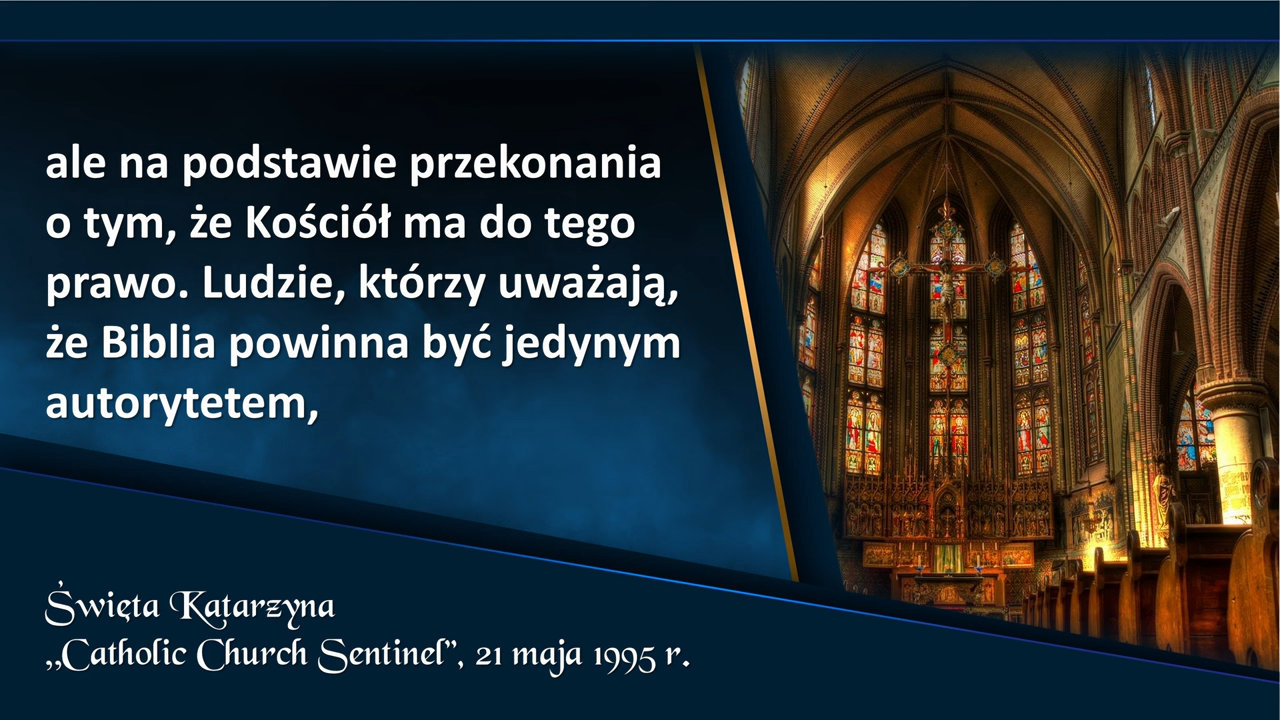 ale na podstawie przekonania
o tym, że Kościół ma do tego
prawo. Ludzie, którzy uważają,
że Biblia powinna być jedynym
autorytetem,
Święta Katarzyna
„Catholic Church Sentinel”, 21 maja 1995 r.